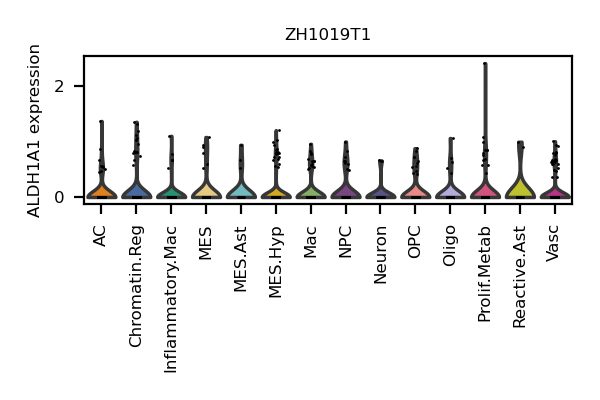 ZH1019T1
ALDH1A1 expression
2
0
AC
Chromatin.Reg
Inflammatory.Mac
MES
MES.Ast
MES.Hyp
Mac
NPC
Neuron
OPC
Oligo
Prolif.Metab
Reactive.Ast
Vasc